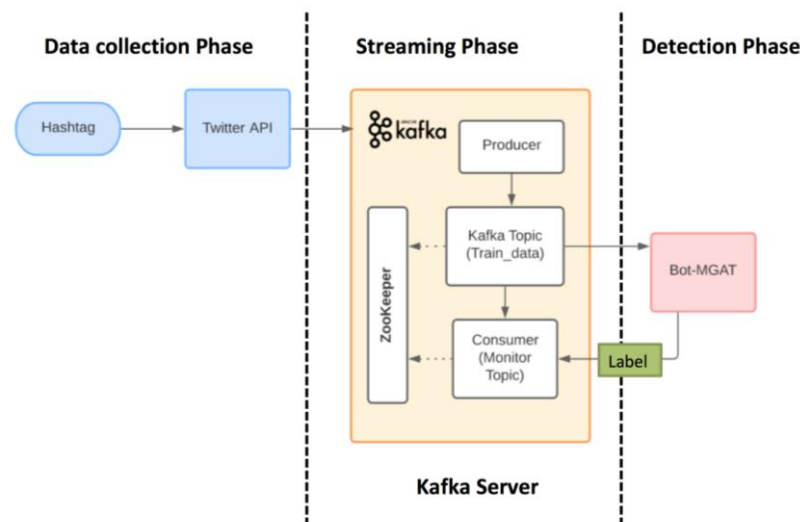 Data collection Phase
Streaming Phase
Detection Phase
Hashtag
Twitter API
APACHE
kafka
Producer
Kafka Topic
(Train_data)
ZooKeeper
Consumer
(Monitor
Topic)
Bot-MGAT
Label
Kafka Server